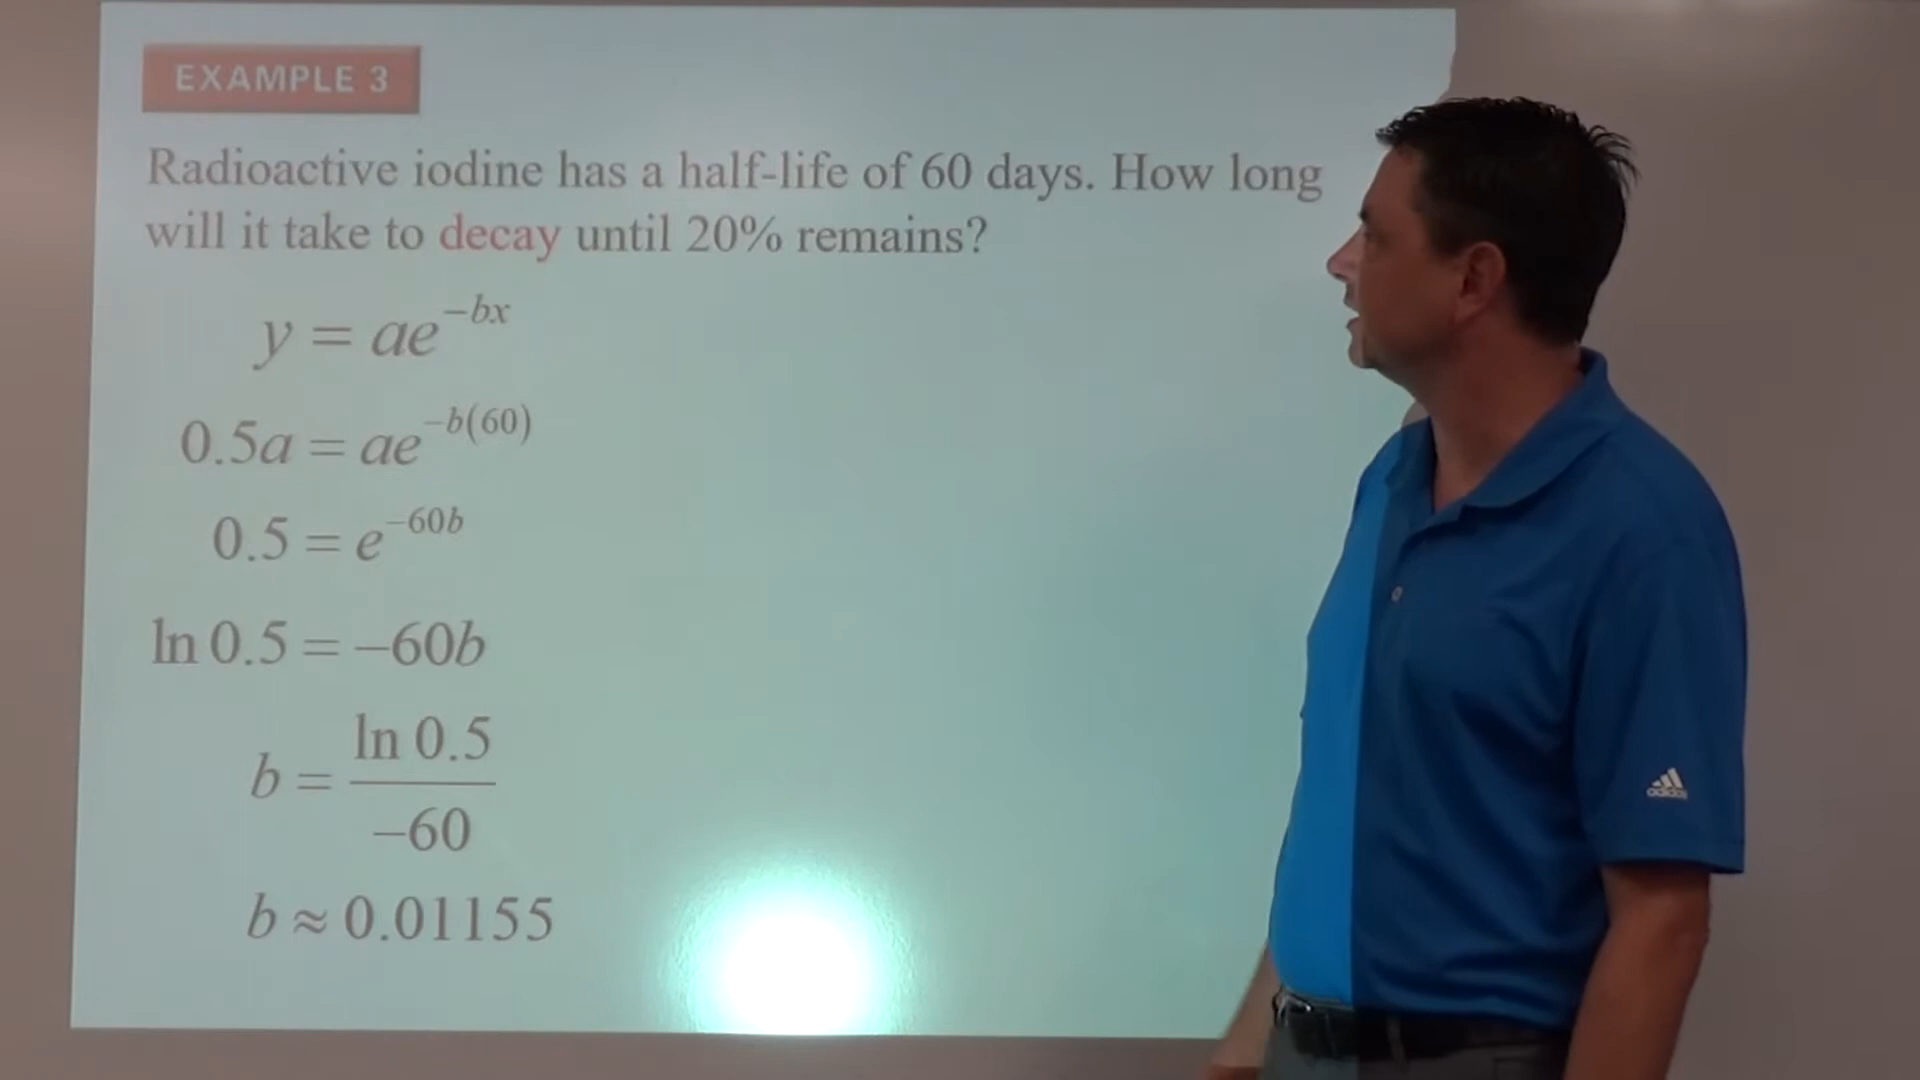 EXAMPLE 3
Radioactive iodine has a half-life of 60 days. How long
will it take to decay until 20% remains?
y = ae^{-bx}
0.5a = ae^{-b(60)}
0.5 = e^{-60b}
ln 0.5 = -60b
b = \frac{ln 0.5}{-60}
b ≈ 0.01155
adidas